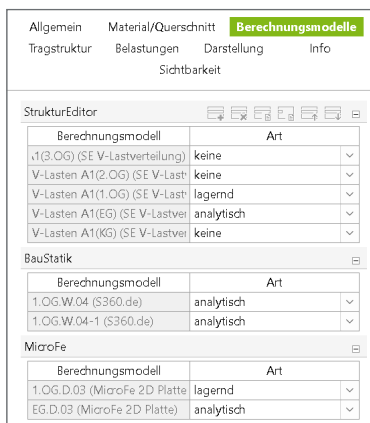 Allgemein Material/Querschnitt Berechnungsmodelle
Tragstruktur Belastungen Darstellung Info
Sichtbarkeit
StrukturEditor
Berechnungsmodell Art
A1(3.OG) (SE V-Lastverteilung) keine
V-Lasten A1(2.OG) (SE V-Last keine
V-Lasten A1(1.OG) (SE V-Last lagernd
V-Lasten A1(EG) (SE V-Lastver analytisch
V-Lasten A1(KG) (SE V-Lastver keine
BauStatik
Berechnungsmodell Art
1.OG.W.04 (S360.de) analytisch
1.OG.W.04-1 (S360.de) analytisch
MicroFe
Berechnungsmodell Art
1.OG.D.03 (MicroFe 2D Platte lagernd
EG.D.03 (MicroFe 2D Platte) analytisch